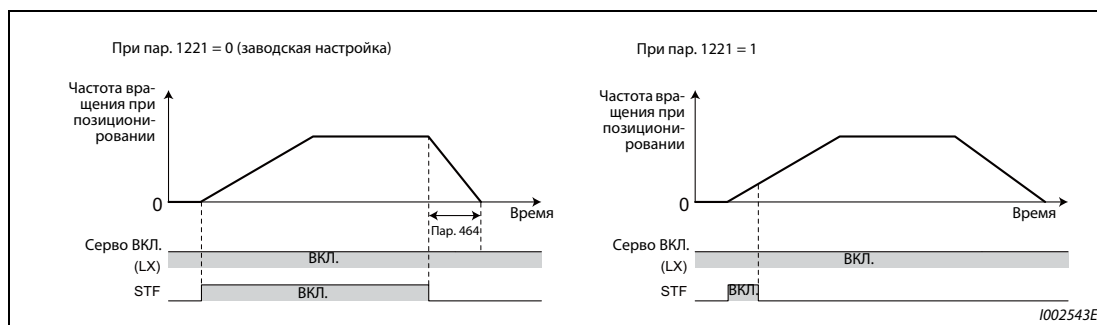 При пар. 1221 = 0 (заводская настройка)
Частота вра-
щения при
позициони-
ровании
0
Время
Пар. 464
Серво ВКЛ.
(LX)
ВКЛ.
STF
ВКЛ.
При пар. 1221 = 1
Частота вра-
щения при
позициони-
ровании
0
Время
Серво ВКЛ.
(LX)
ВКЛ.
STF
ВКЛ.
I002543E